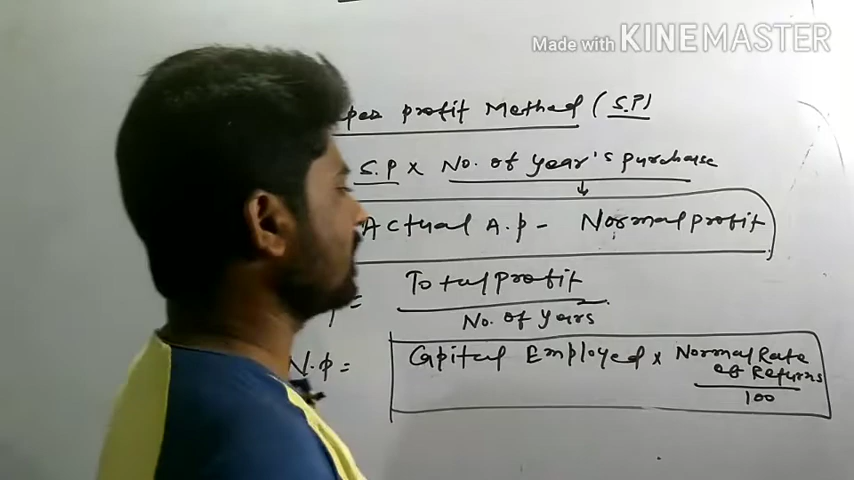 Made with KINEMASTER
profit Method (S.P)
S.P × No. of year's purchase
Actual A.p - Normal profit
= Total profit
No. of years
N.p = Capital Employed × Normal Rate of Returns
100